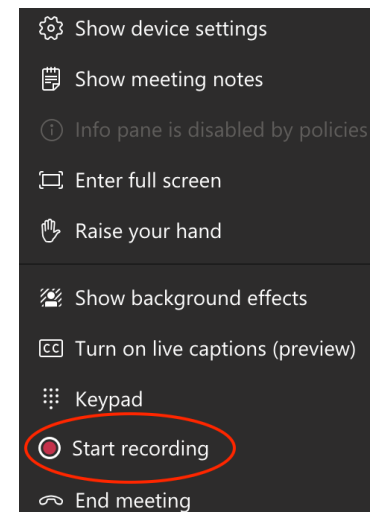 Show device settings
Show meeting notes
Info pane is disabled by policies
Enter full screen
Raise your hand
Show background effects
CC Turn on live captions (preview)
Keypad
Start recording
End meeting